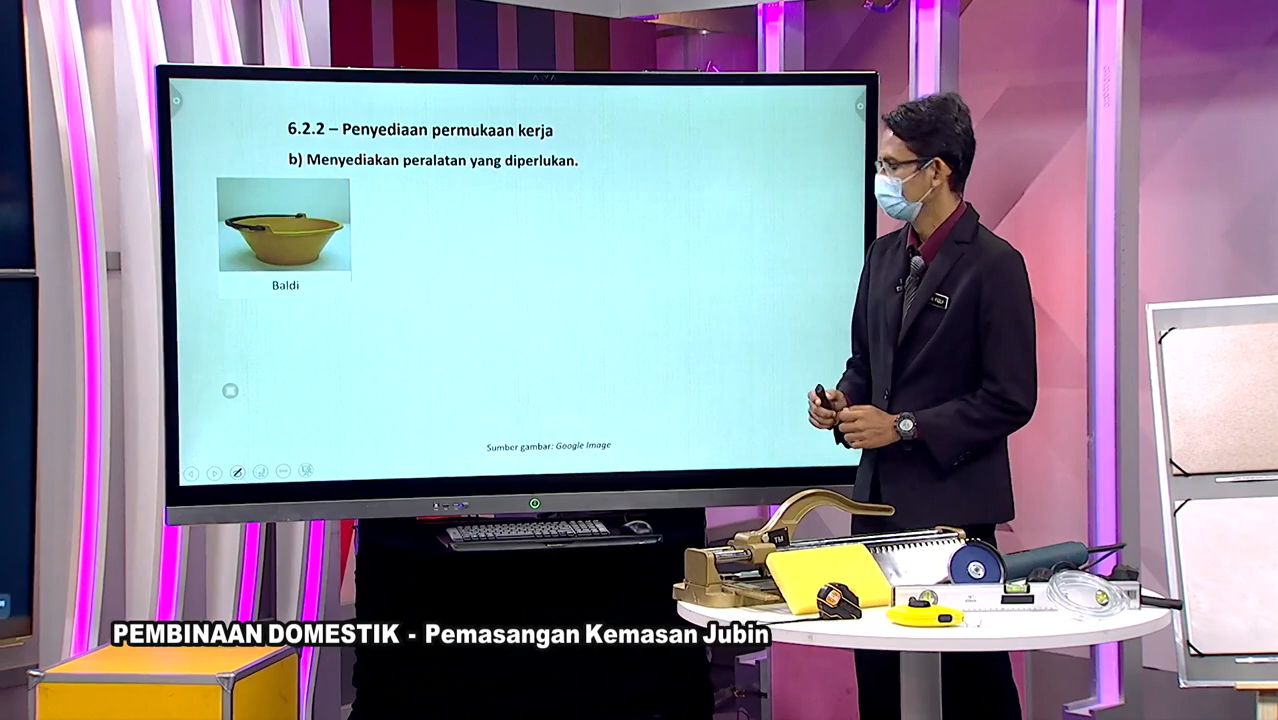 6.2.2 – Penyediaan permukaan kerja
b) Menyediakan peralatan yang diperlukan.
Baldi
Sumber gambar: Google Image
TM
PEMBINAAN DOMESTIK - Pemasangan Kemasan Jubin